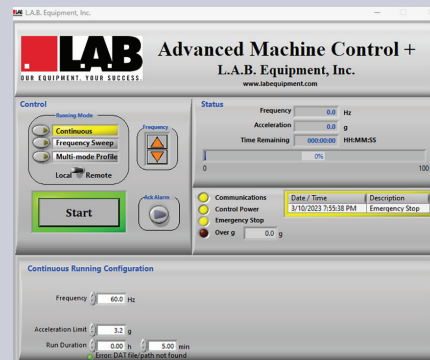 L.A.B. Equipment, Inc.
LAB
OUR EQUIPMENT. YOUR SUCCESS.
Advanced Machine Control +
L.A.B. Equipment, Inc.
www.labequipment.com
Control
Running Mode
Continuous
Frequency Sweep
Multi-mode Profile
Local Remote
Frequency
Start
Ack Alarm
Status
Frequency 0.0 Hz
Acceleration 0.0 g
Time Remaining 000:00:00 HH:MM:SS
0%
0 100
Communications
Control Power
Emergency Stop
Over g 0.0 g
Date / Time Description
3/10/2023 7:55:38 PM Emergency Stop
Continuous Running Configuration
Frequency 60.0 Hz
Acceleration Limit 3.2 g
Run Duration 0.00 h 5.00 min
Error: DAT file/path not found